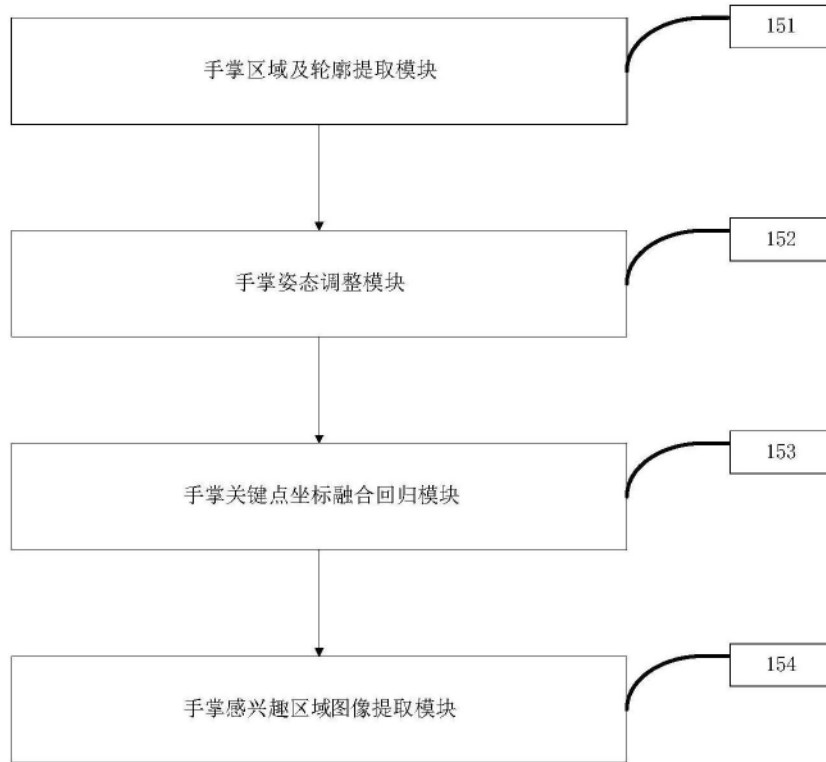 151
手掌区域及轮廓提取模块
152
手掌姿态调整模块
153
手掌关键点坐标融合回归模块
154
手掌感兴趣区域图像提取模块